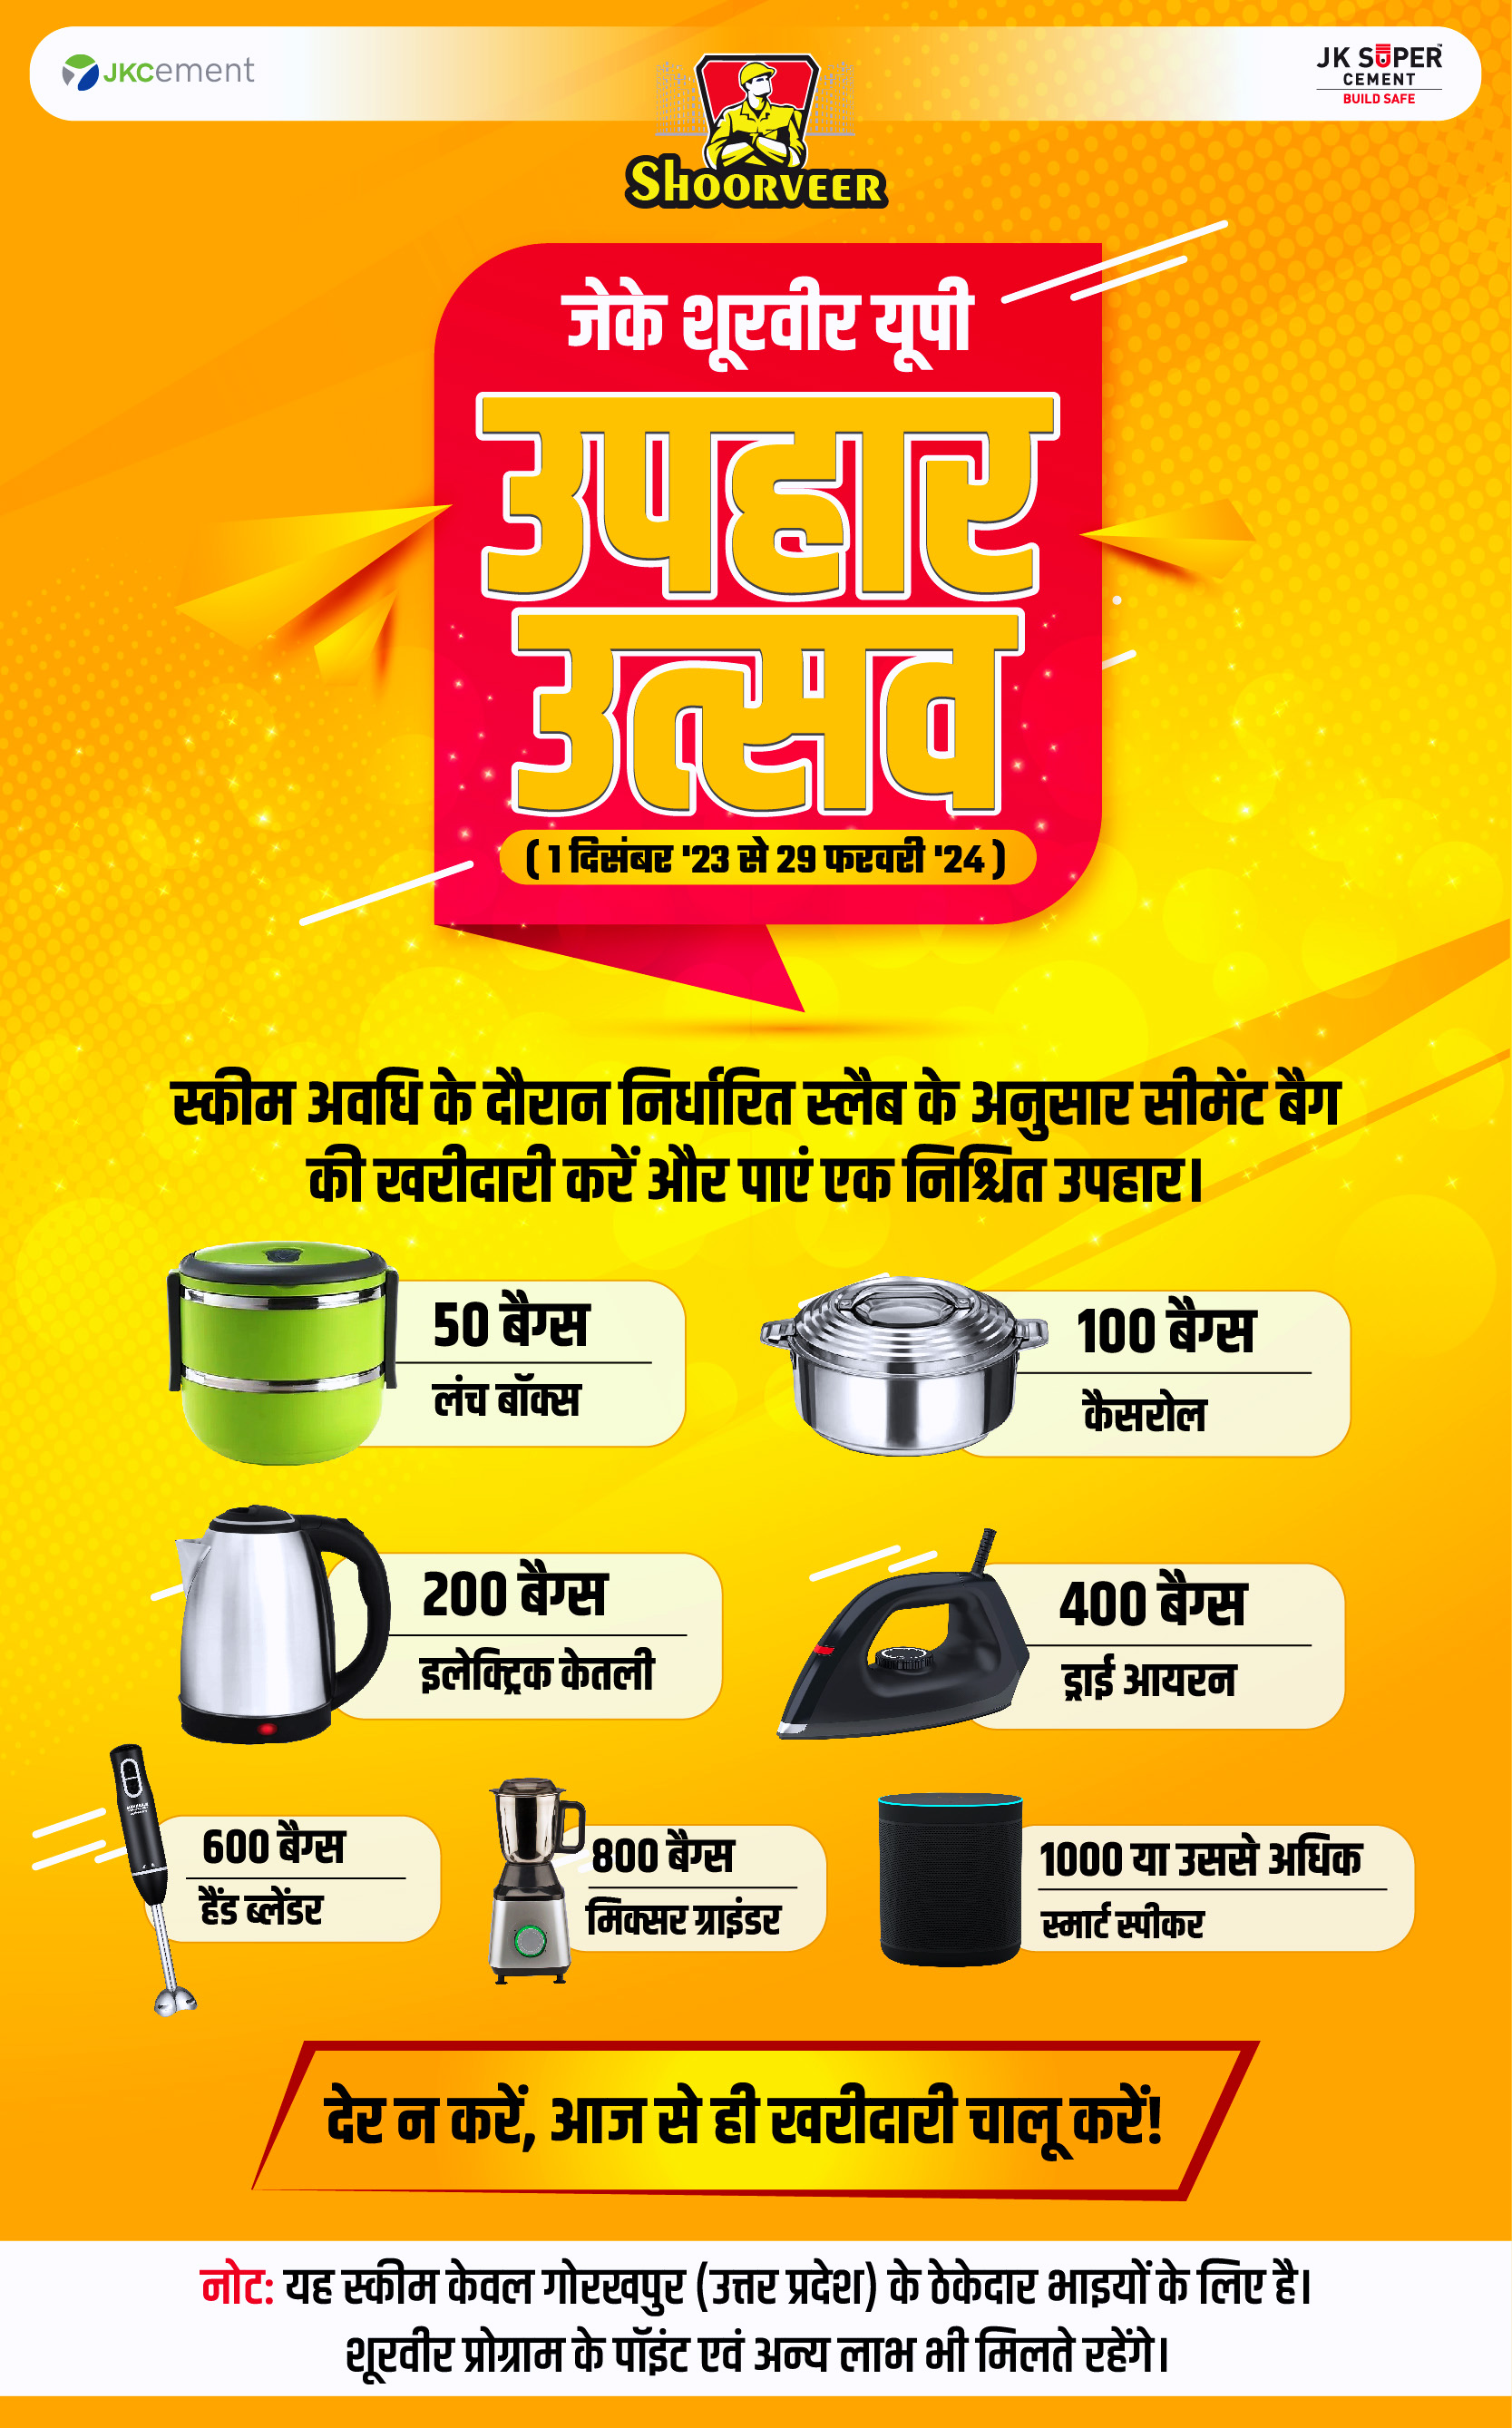 JKCement
JK SUPER
CEMENT
BUILD SAFE
SHOORVEER
जेके शूरवीर यूपी
उपहार
उत्सव
( 1 दिसंबर '23 से 29 फरवरी '24 )
स्कीम अवधि के दौरान निर्धारित स्लैब के अनुसार सीमेंट बैग
की खरीदारी करें और पाएं एक निश्चित उपहार।
50 बैग्स
लंच बॉक्स
100 बैग्स
कैसरोल
200 बैग्स
इलेक्ट्रिक केतली
400 बैग्स
ड्राई आयरन
600 बैग्स
हैंड ब्लेंडर
800 बैग्स
मिक्सर ग्राइंडर
1000 या उससे अधिक
स्मार्ट स्पीकर
देर न करें, आज से ही खरीदारी चालू करें!
नोट: यह स्कीम केवल गोरखपुर (उत्तर प्रदेश) के ठेकेदार भाइयों के लिए है।
शूरवीर प्रोग्राम के पॉइंट एवं अन्य लाभ भी मिलते रहेंगे।